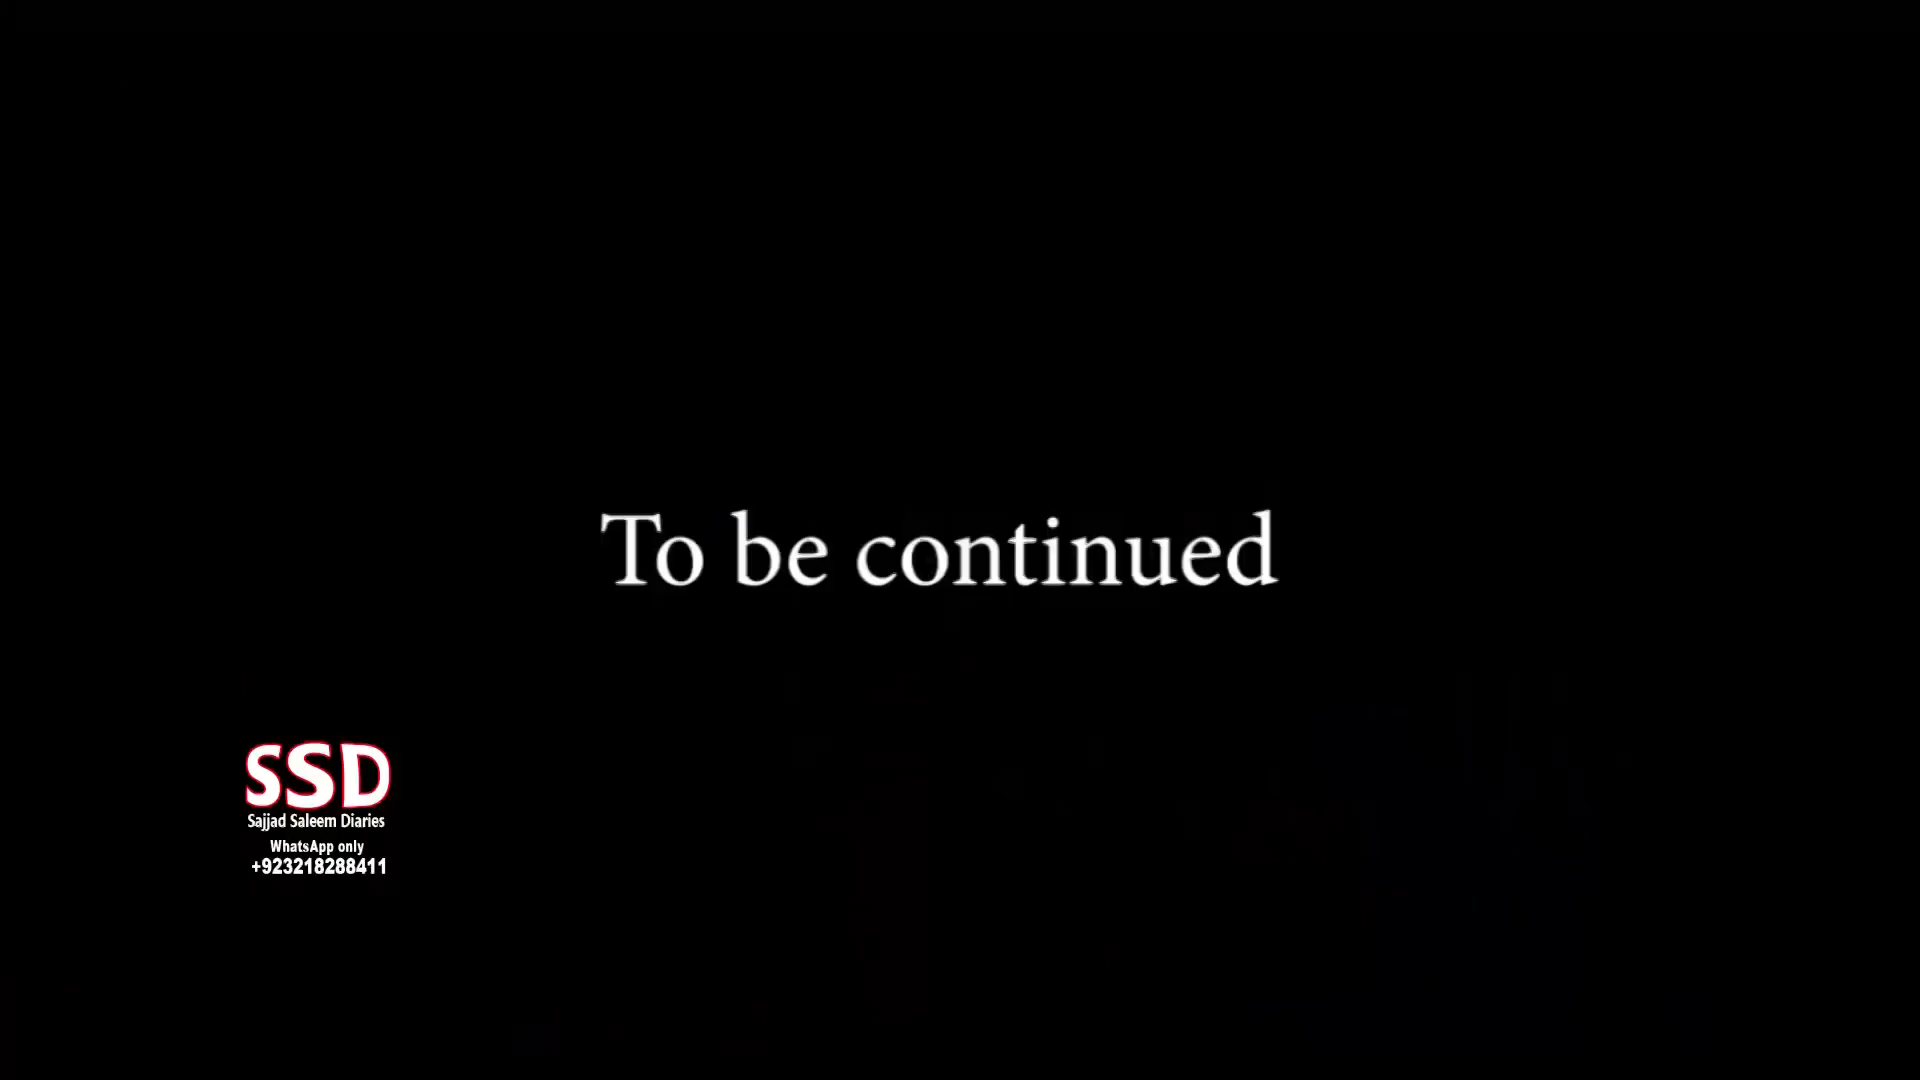 To be continued
SSD
Sajjad Saleem Diaries
WhatsApp only
+923218288411